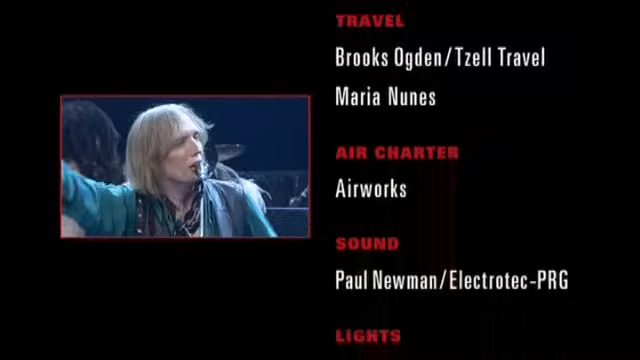 TRAVEL
Brooks Ogden/Tzell Travel
Maria Nunes
AIR CHARTER
Airworks
SOUND
Paul Newman/Electrotec-PRG
LIGHTS